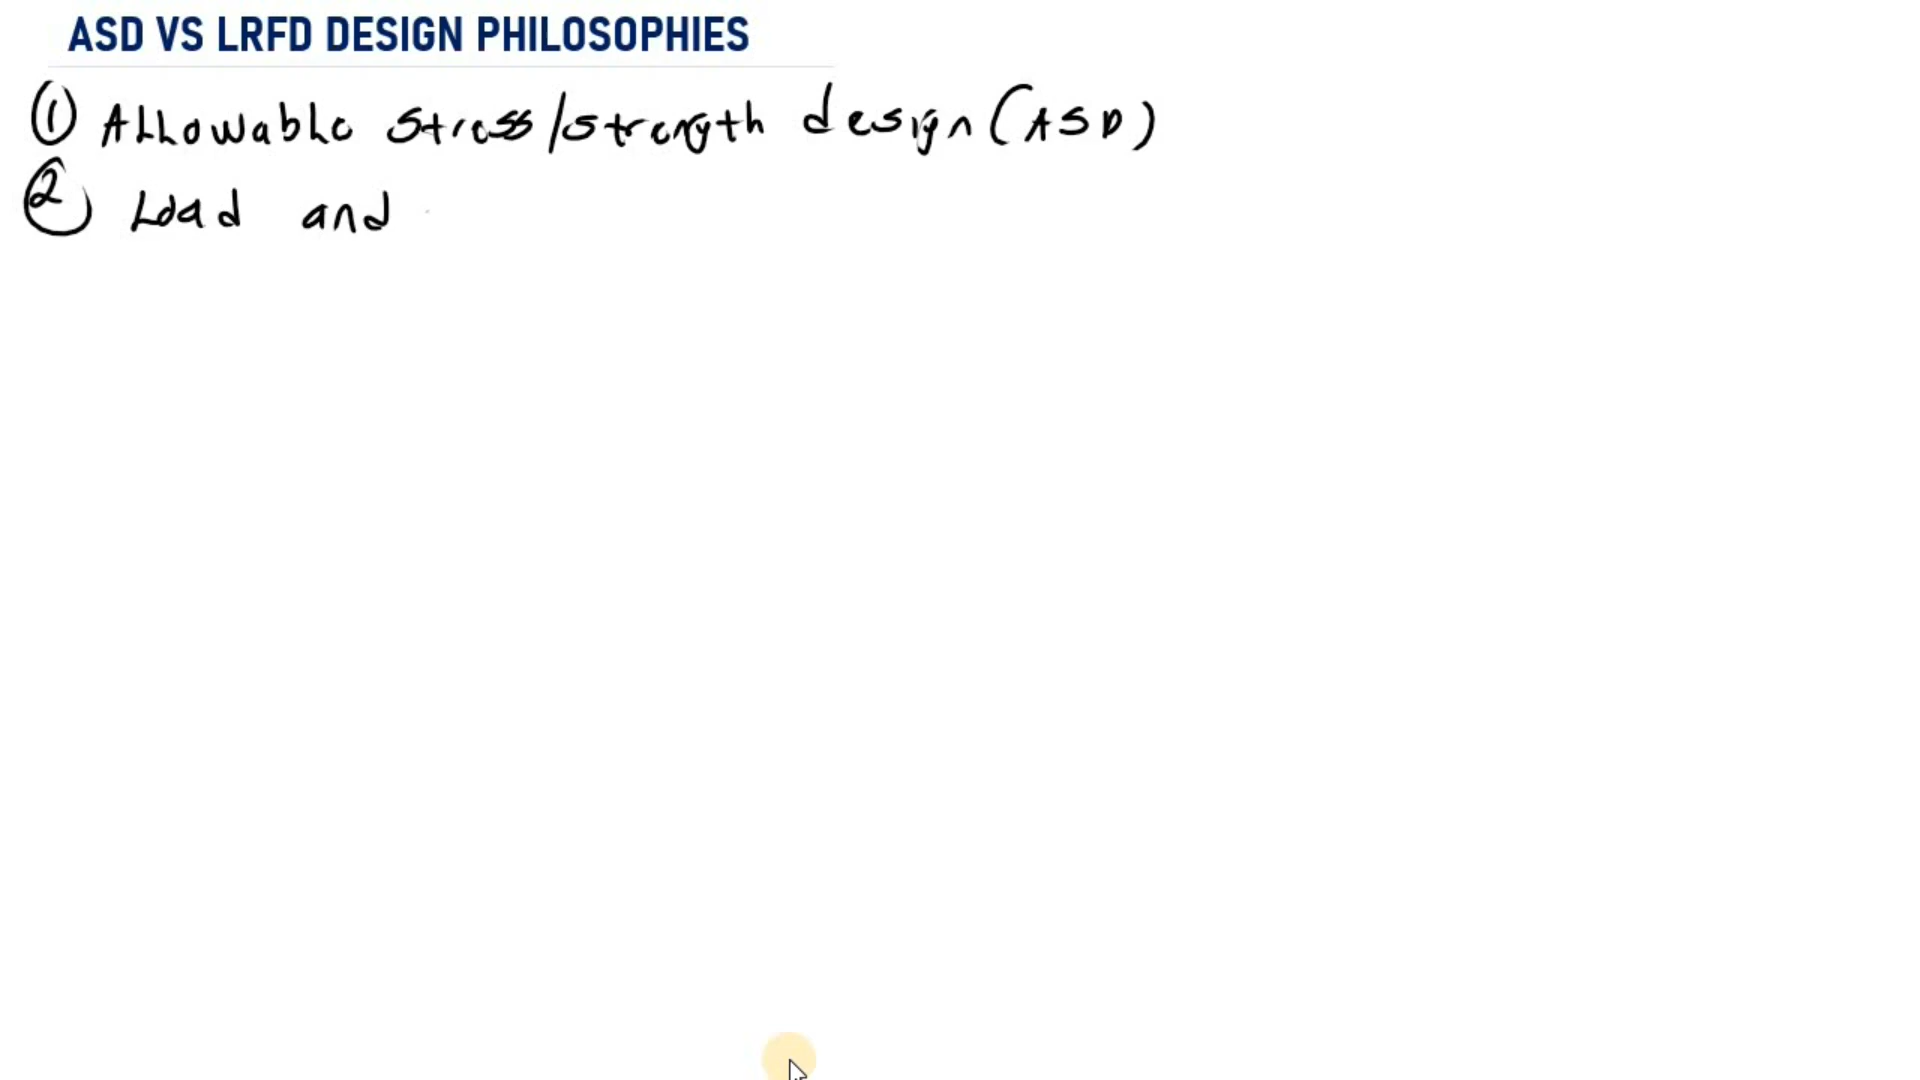 ASD VS LRFD DESIGN PHILOSOPHIES
① Allowable Stress/strength design (ASD)
② Load and